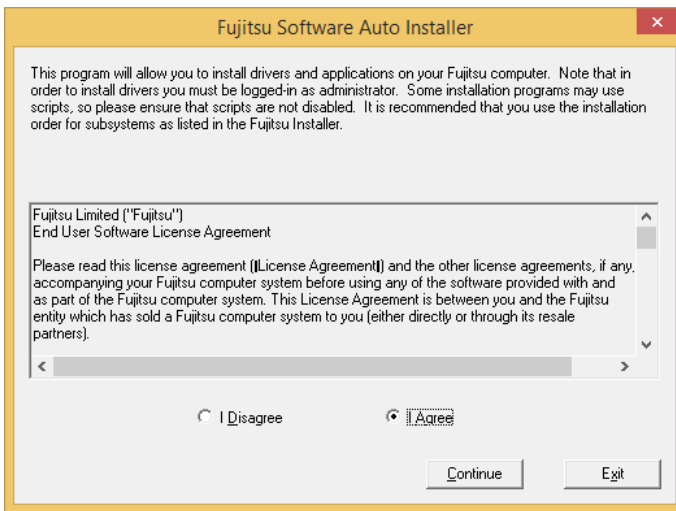 Fujitsu Software Auto Installer
This program will allow you to install drivers and applications on your Fujitsu computer. Note that in
order to install drivers you must be logged-in as administrator. Some installation programs may use
scripts, so please ensure that scripts are not disabled. It is recommended that you use the installation
order for subsystems as listed in the Fujitsu Installer.
Fujitsu Limited ("Fujitsu")
End User Software License Agreement
Please read this license agreement (‖License Agreement‖) and the other license agreements, if any,
accompanying your Fujitsu computer system before using any of the software provided with and
as part of the Fujitsu computer system. This License Agreement is between you and the Fujitsu
entity which has sold a Fujitsu computer system to you (either directly or through its resale
partners).
I Disagree
I Agree
Continue
Exit